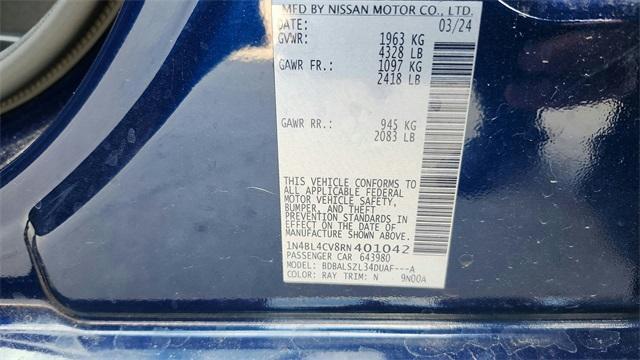 MFD BY NISSAN MOTOR CO., LTD.
DATE: 03/24
GVWR: 1963 KG
4328 LB
GAWR FR.: 1097 KG
2418 LB
GAWR RR.: 945 KG
2083 LB
THIS VEHICLE CONFORMS TO
ALL APPLICABLE FEDERAL
MOTOR VEHICLE SAFETY,
BUMPER, AND THEFT
PREVENTION STANDARDS
IN EFFECT ON THE DATE OF
MANUFACTURE SHOWN ABOVE.
1N4BL4CV8RN401042
PASSENGER CAR 643980
MODEL: BDBALSZL34DUAF---A
COLOR: RAY TRIM: N 9N00A